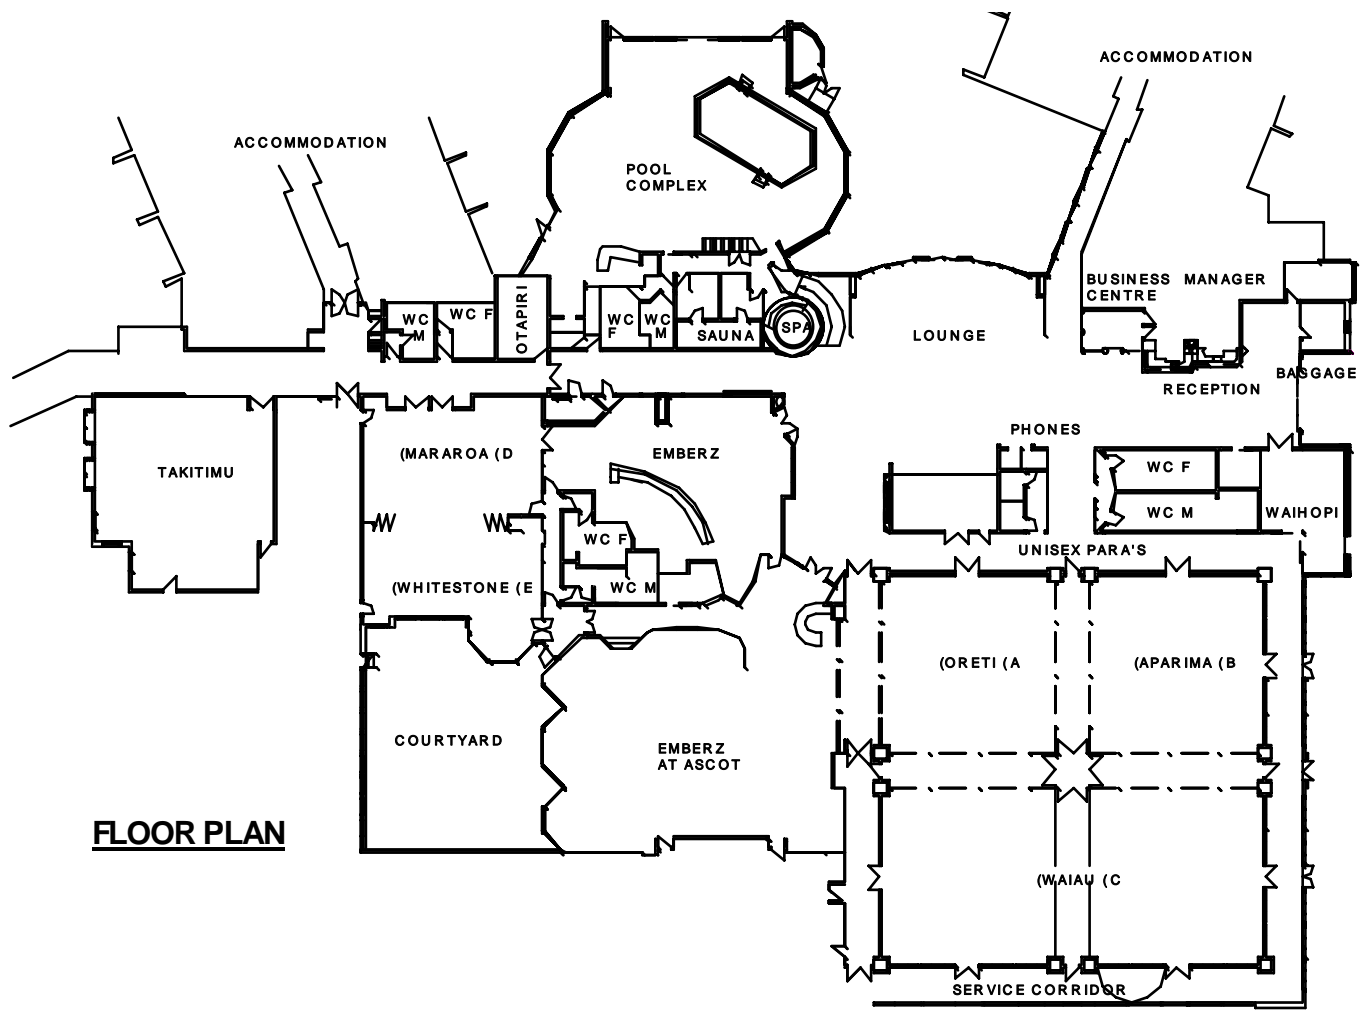 ACCOMMODATION
ACCOMMODATION
POOL
COMPLEX
BUSINESS MANAGER
CENTRE
WC
M
WC F
OTAPIRI
WC
F
WC
M
SAUNA
SPA
LOUNGE
BAGGAGE
RECEPTION
PHONES
(MARAROA (D
EMBERZ
TAKITIMU
WC F
WC M
WAIHOPI
WC F
UNISEX PARA'S
(WHITESTONE (E
WC M
(ORETI (A
(APARIMA (B
COURTYARD
EMBERZ
AT ASCOT
FLOOR PLAN
(WAIAU (C
SERVICE CORRIDOR